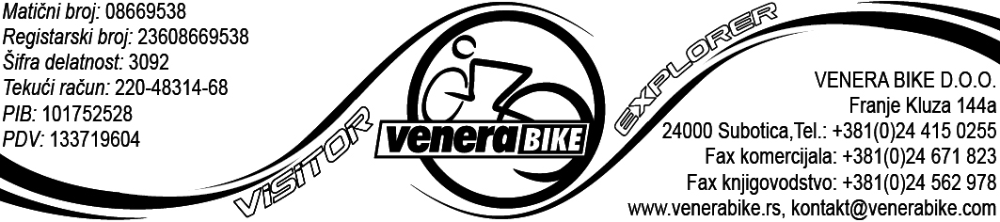 Matični broj: 08669538
Registarski broj: 23608669538
Šifra delatnost: 3092
Tekući račun: 220-48314-68
PIB: 101752528
PDV: 133719604
VISITOR
venera BIKE
EXPLORER
VENERA BIKE D.O.O.
Franje Kluza 144a
24000 Subotica,Tel.: +381(0)24 415 0255
Fax komercijala: +381(0)24 671 823
Fax knjigovodstvo: +381(0)24 562 978
www.venerabike.rs, kontakt@venerabike.com